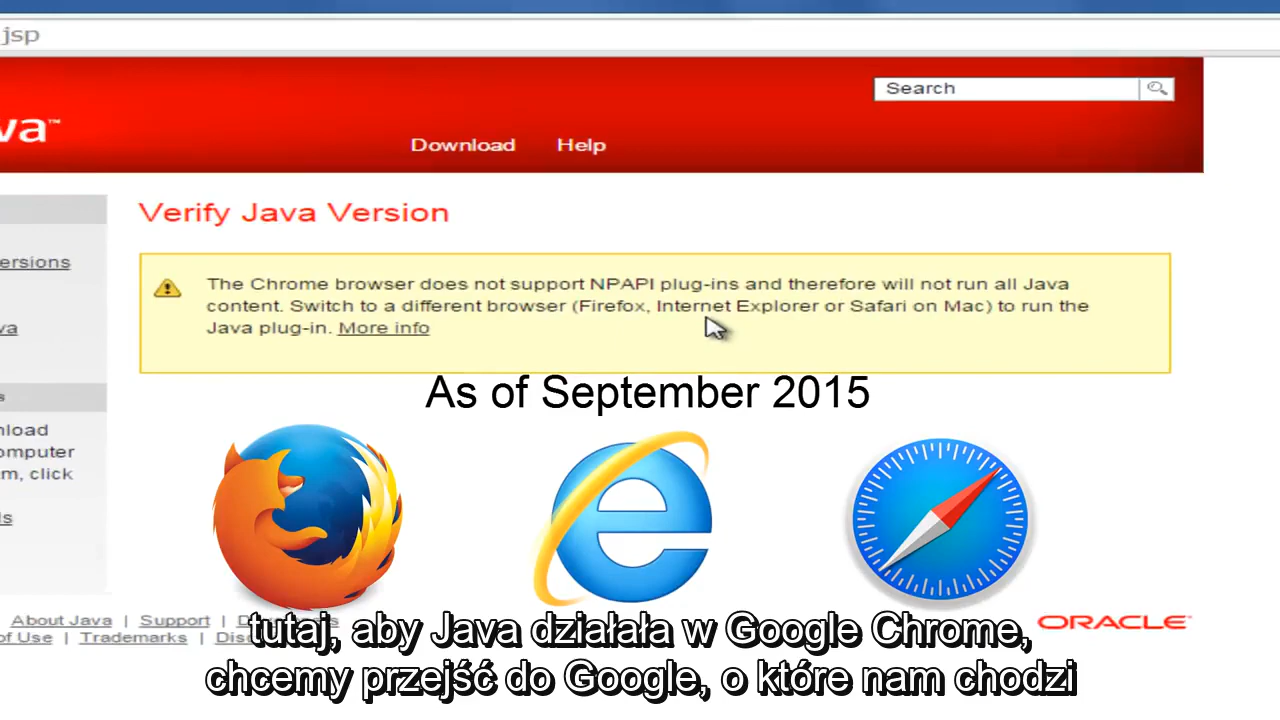 jsp
Search
va™
Download Help
Verify Java Version
ersions
The Chrome browser does not support NPAPI plug-ins and therefore will not run all Java
content. Switch to a different browser (Firefox, Internet Explorer or Safari on Mac) to run the
Java plug-in. More info
va
s
As of September 2015
nload
omputer
m, click
ls
About Java | Support |
of Use | Trademarks |
ORACLE
tutaj, aby Java działała w Google Chrome,
chcemy przejść do Google, o które nam chodzi